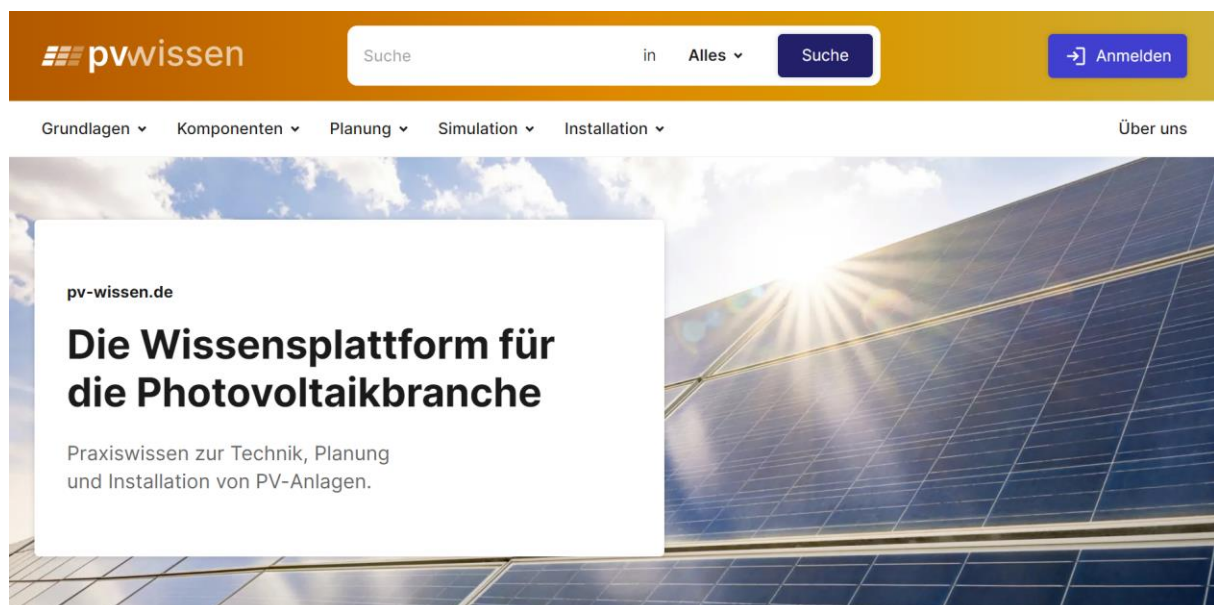 pvwissen
Suche in Alles Suche
Anmelden
Grundlagen Komponenten Planung Simulation Installation Über uns
pv-wissen.de
Die Wissensplattform für
die Photovoltaikbranche
Praxiswissen zur Technik, Planung
und Installation von PV-Anlagen.